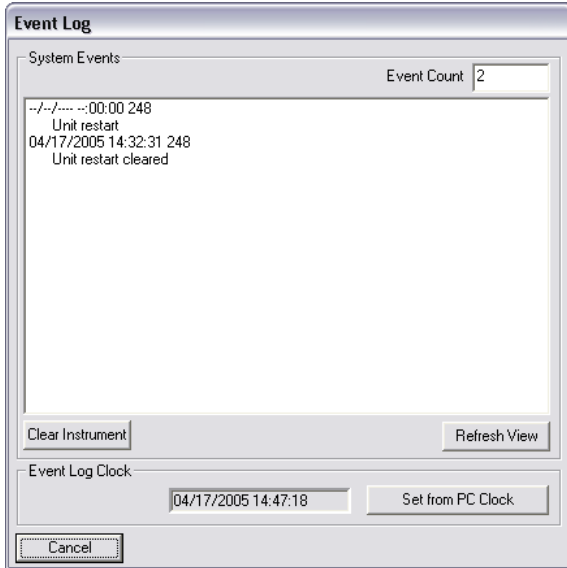 Event Log
System Events
Event Count 2
--/--/---- --:00:00 248
Unit restart
04/17/2005 14:32:31 248
Unit restart cleared
Clear Instrument
Refresh View
Event Log Clock
04/17/2005 14:47:18
Set from PC Clock
Cancel